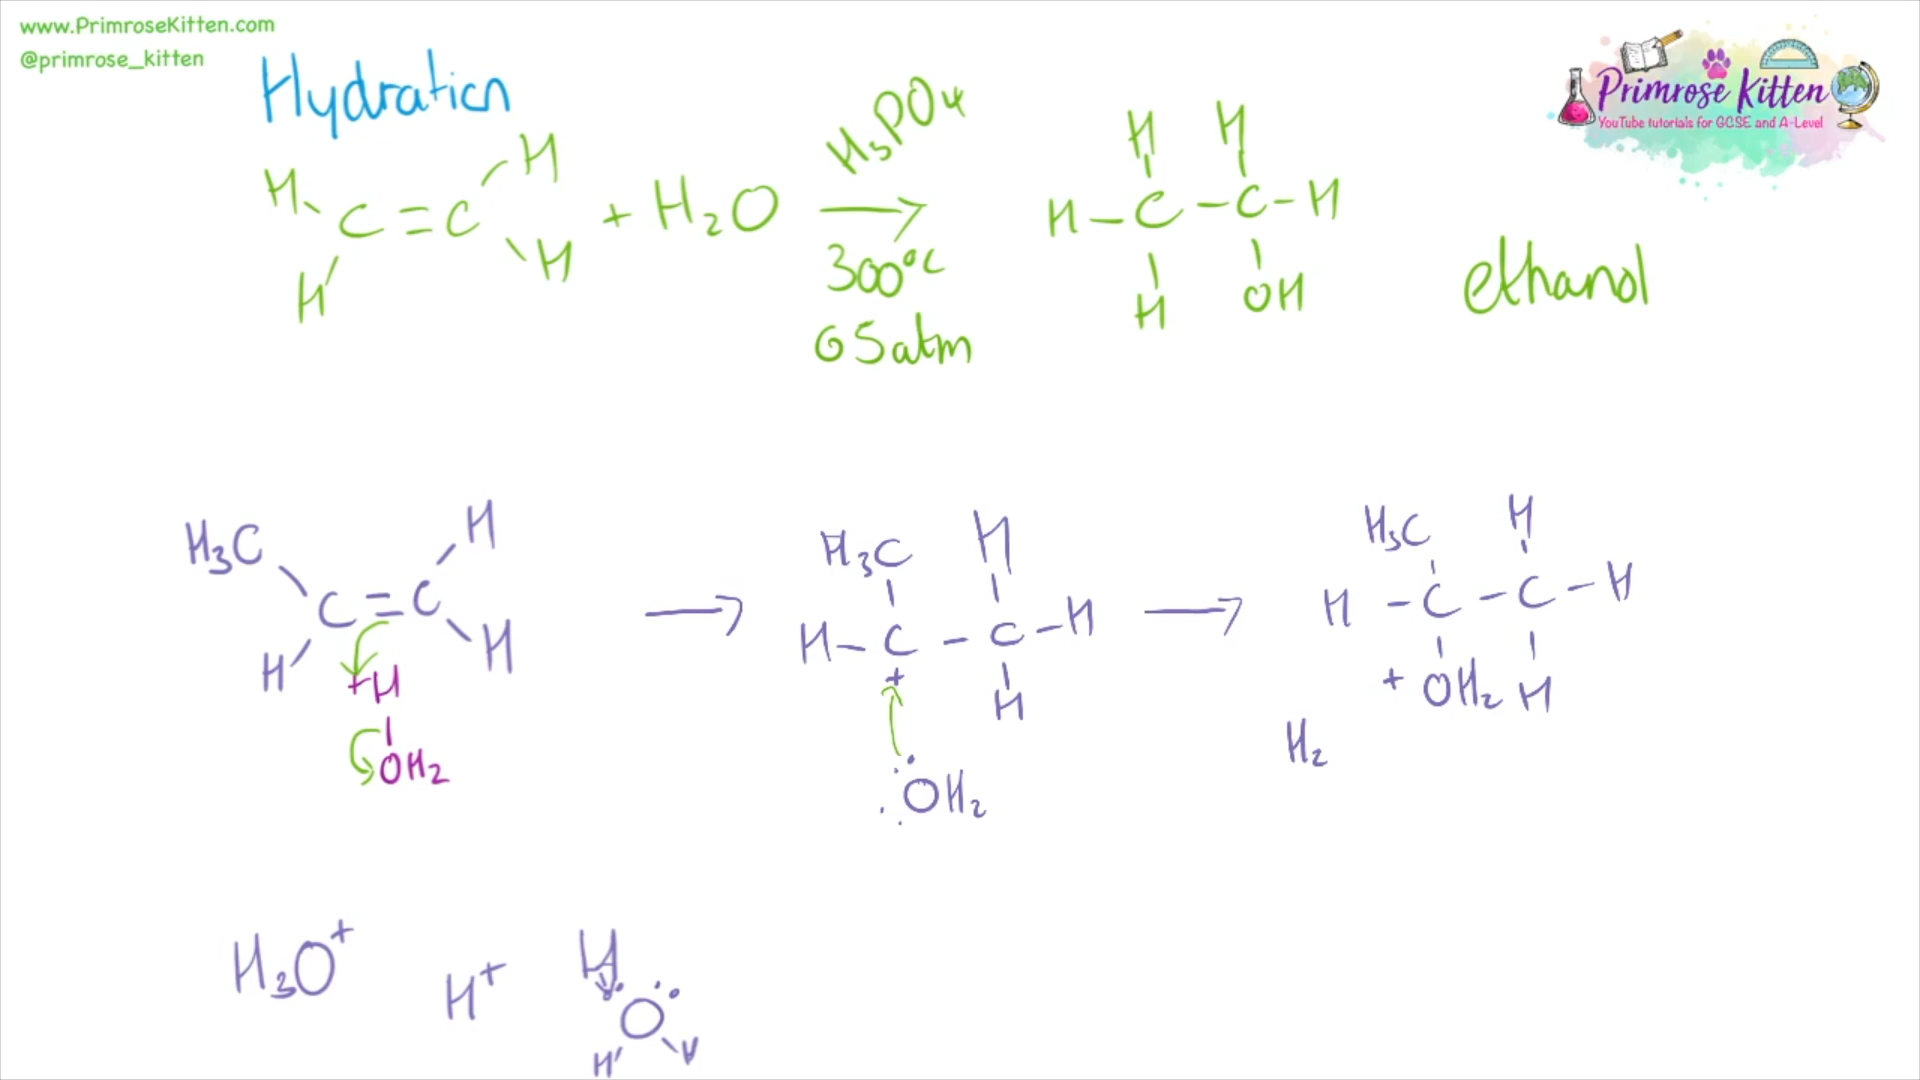 www.PrimroseKitten.com
@primrose_kitten
Primrose Kitten
YouTube tutorials for GCSE and A-Level
Hydration
H H
C = C + H₂O
H H
H₃PO₄
300°C
65atm
H H
H – C – C – H
H OH
ethanol
H₃C H
C = C
H H
+H
OH₂
H₃C H
H – C – C – H
+ H
:OH₂
H₃C H
H – C – C – H
+ OH₂ H
H₂
H₃O⁺
H⁺
H
O
H H